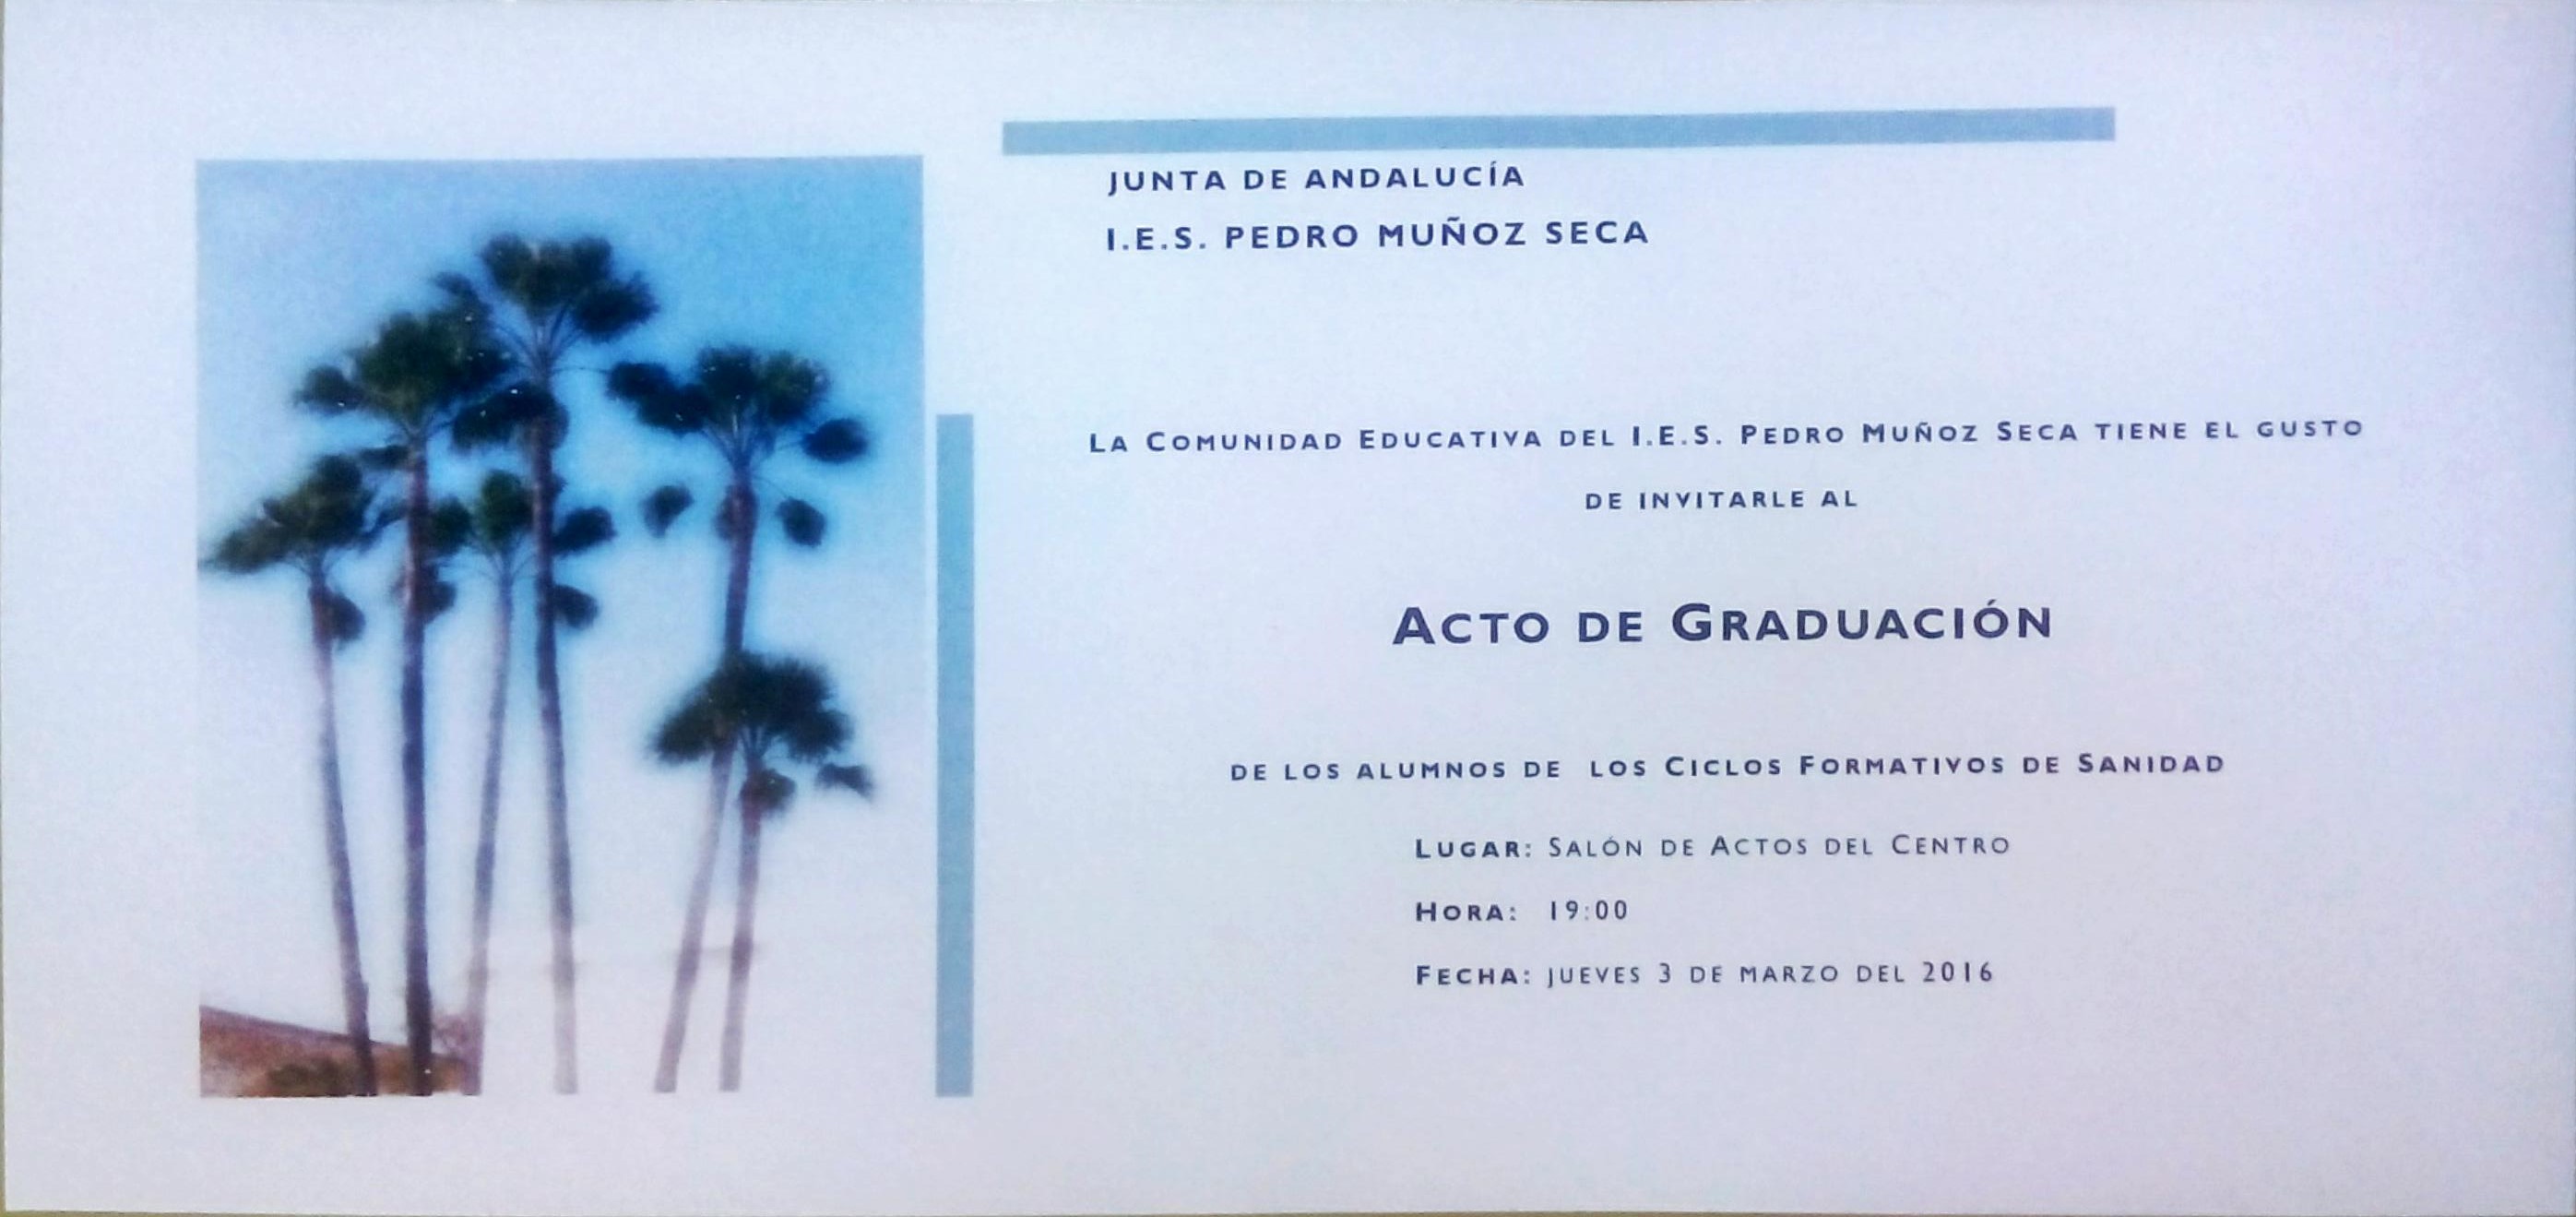 JUNTA DE ANDALUCÍA
I.E.S. PEDRO MUÑOZ SECA
LA COMUNIDAD EDUCATIVA DEL I.E.S. PEDRO MUÑOZ SECA TIENE EL GUSTO
DE INVITARLE AL
ACTO DE GRADUACIÓN
DE LOS ALUMNOS DE LOS CICLOS FORMATIVOS DE SANIDAD
LUGAR: SALÓN DE ACTOS DEL CENTRO
HORA: 19:00
FECHA: JUEVES 3 DE MARZO DEL 2016